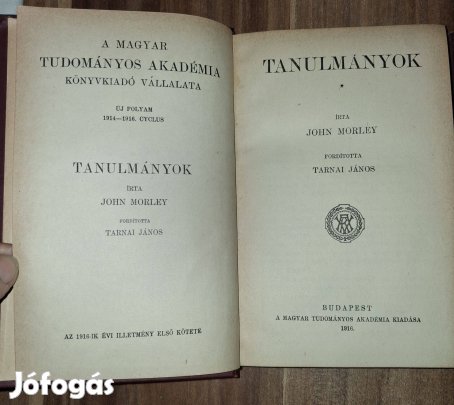 A MAGYAR
TUDOMÁNYOS AKADÉMIA
KÖNYVKIADÓ VÁLLALATA
ÚJ FOLYAM
1914—1916. CYCLUS
TANULMÁNYOK
ÍRTA
JOHN MORLEY
FORDÍTOTTA
TARNAI JÁNOS
AZ 1916-IK ÉVI ILLETMÉNY ELSŐ KÖTETE
TANULMÁNYOK
*
ÍRTA
JOHN MORLEY
FORDÍTOTTA
TARNAI JÁNOS
BUDAPEST
A MAGYAR TUDOMÁNYOS AKADÉMIA KIADÁSA
1916.
Jófogás